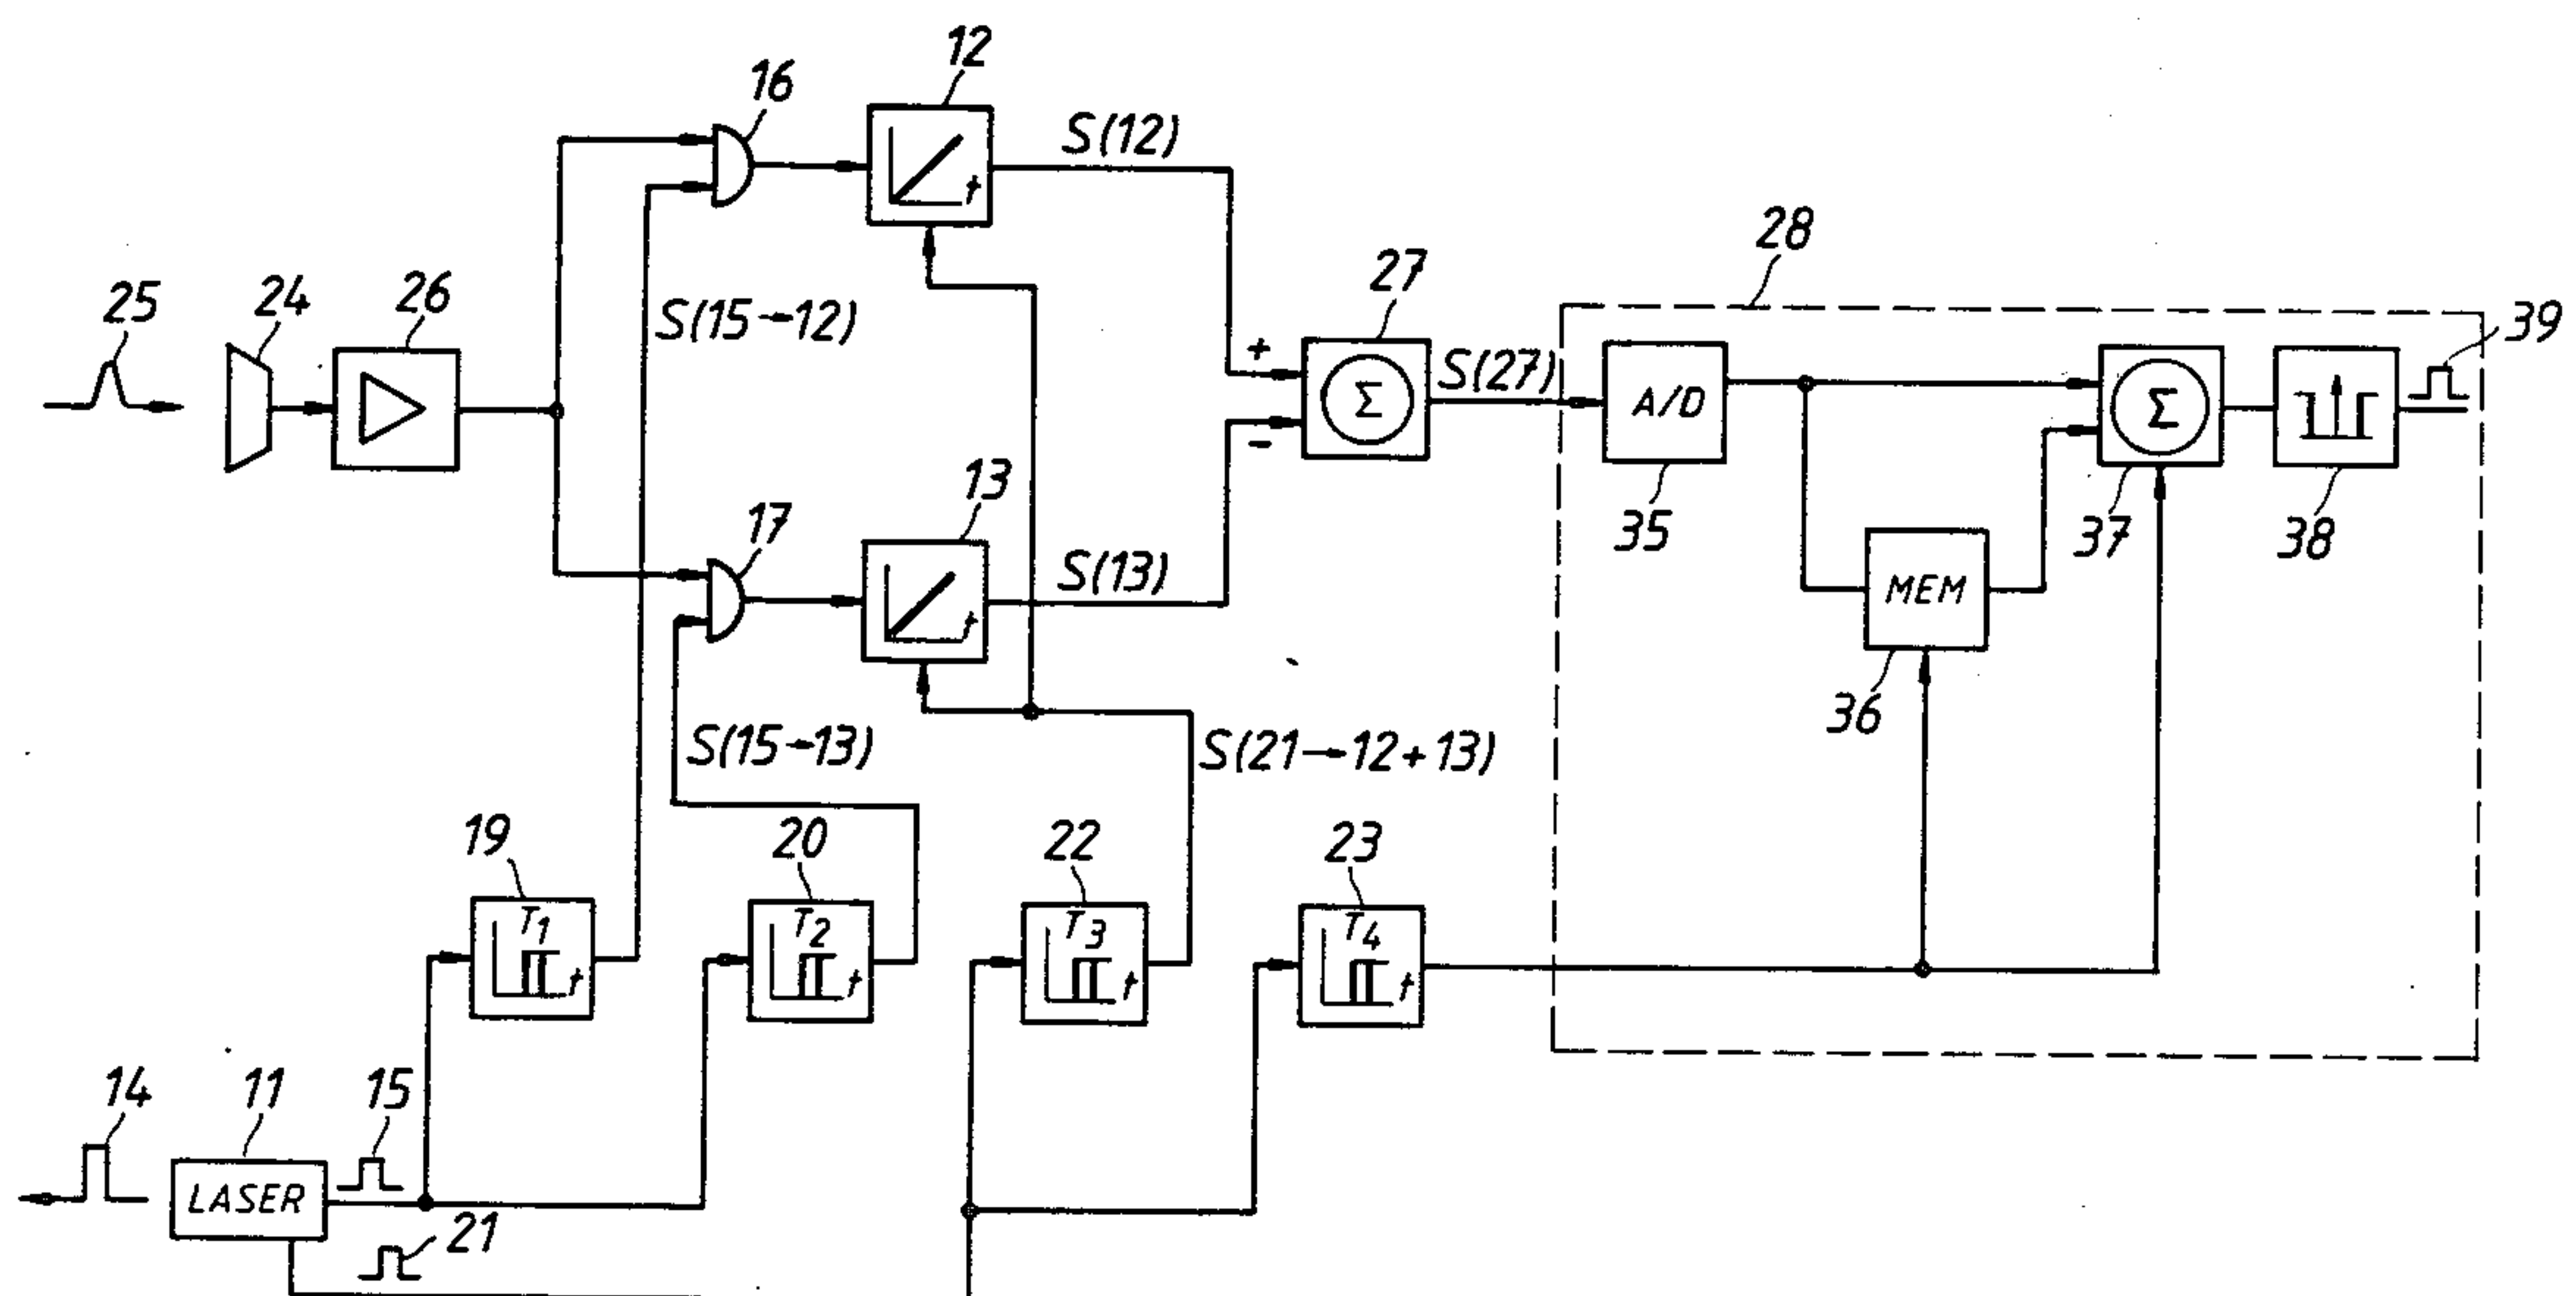 12
16
S(12)
28
27
25
24
26
S(15→12)
39
+
Σ
S(27)
A/D
Σ
-
t
13
17
35
37
38
S(13)
MEM
t
36
S(15→13)
S(21→12+13)
19
20
22
23
T1
T2
T3
T4
t
t
t
t
14
11
15
LASER
21